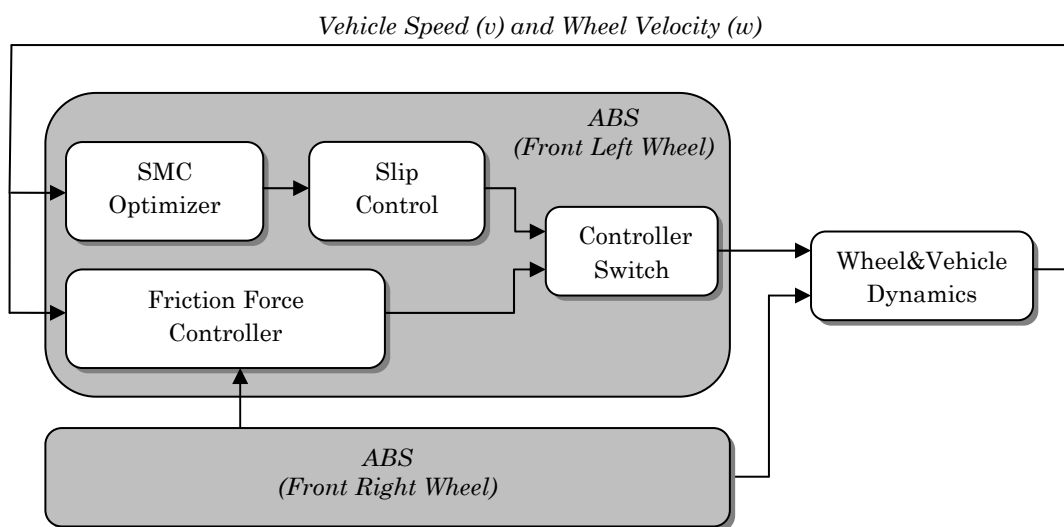 Vehicle Speed (v) and Wheel Velocity (w)
ABS
(Front Left Wheel)
SMC
Optimizer
Slip
Control
Controller
Switch
Wheel&Vehicle
Dynamics
Friction Force
Controller
ABS
(Front Right Wheel)